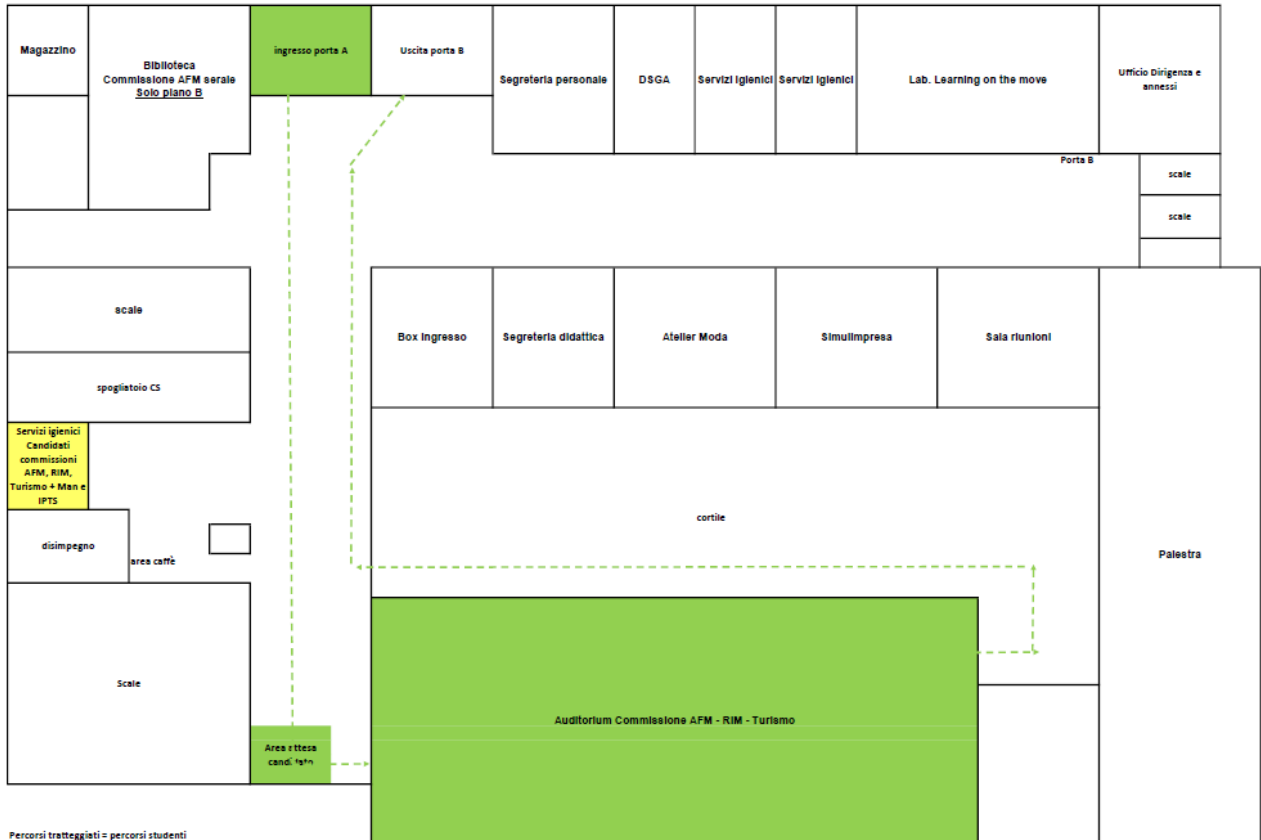 Magazzino
Biblioteca
Commissione AFM serale
Solo plano B
ingresso porta A
Uscita porta B
Segreteria personale
DSGA
Servizi Igienici
Servizi Igienici
Lab. Learning on the move
Ufficio Dirigenza e
annessi
Porta B
scale
scale
scale
Box Ingresso
Segreteria didattica
Atelier Moda
Simulimpresa
Sala riunioni
spogliatoio CS
Servizi igienici
Candidati
commissioni
AFM, RIM,
Turismo + Man e
IPTS
cortile
disimpegno
area caffè
Palestra
Scale
Auditorium Commissione AFM - RIM - Turismo
Area attesa
candidato
Percorsi tratteggiati = percorsi studenti